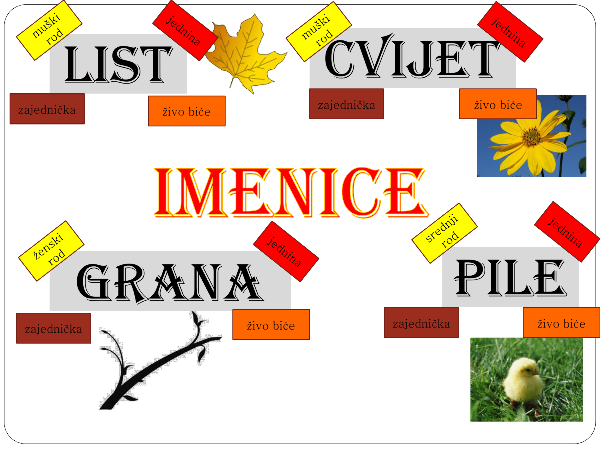 muški
rod
jednina
LIST
zajednička
živo biće
muški
rod
jednina
CVIJET
zajednička
živo biće
IMENICE
ženski
rod
jednina
GRANA
zajednička
živo biće
srednji
rod
jednina
PILE
zajednička
živo biće